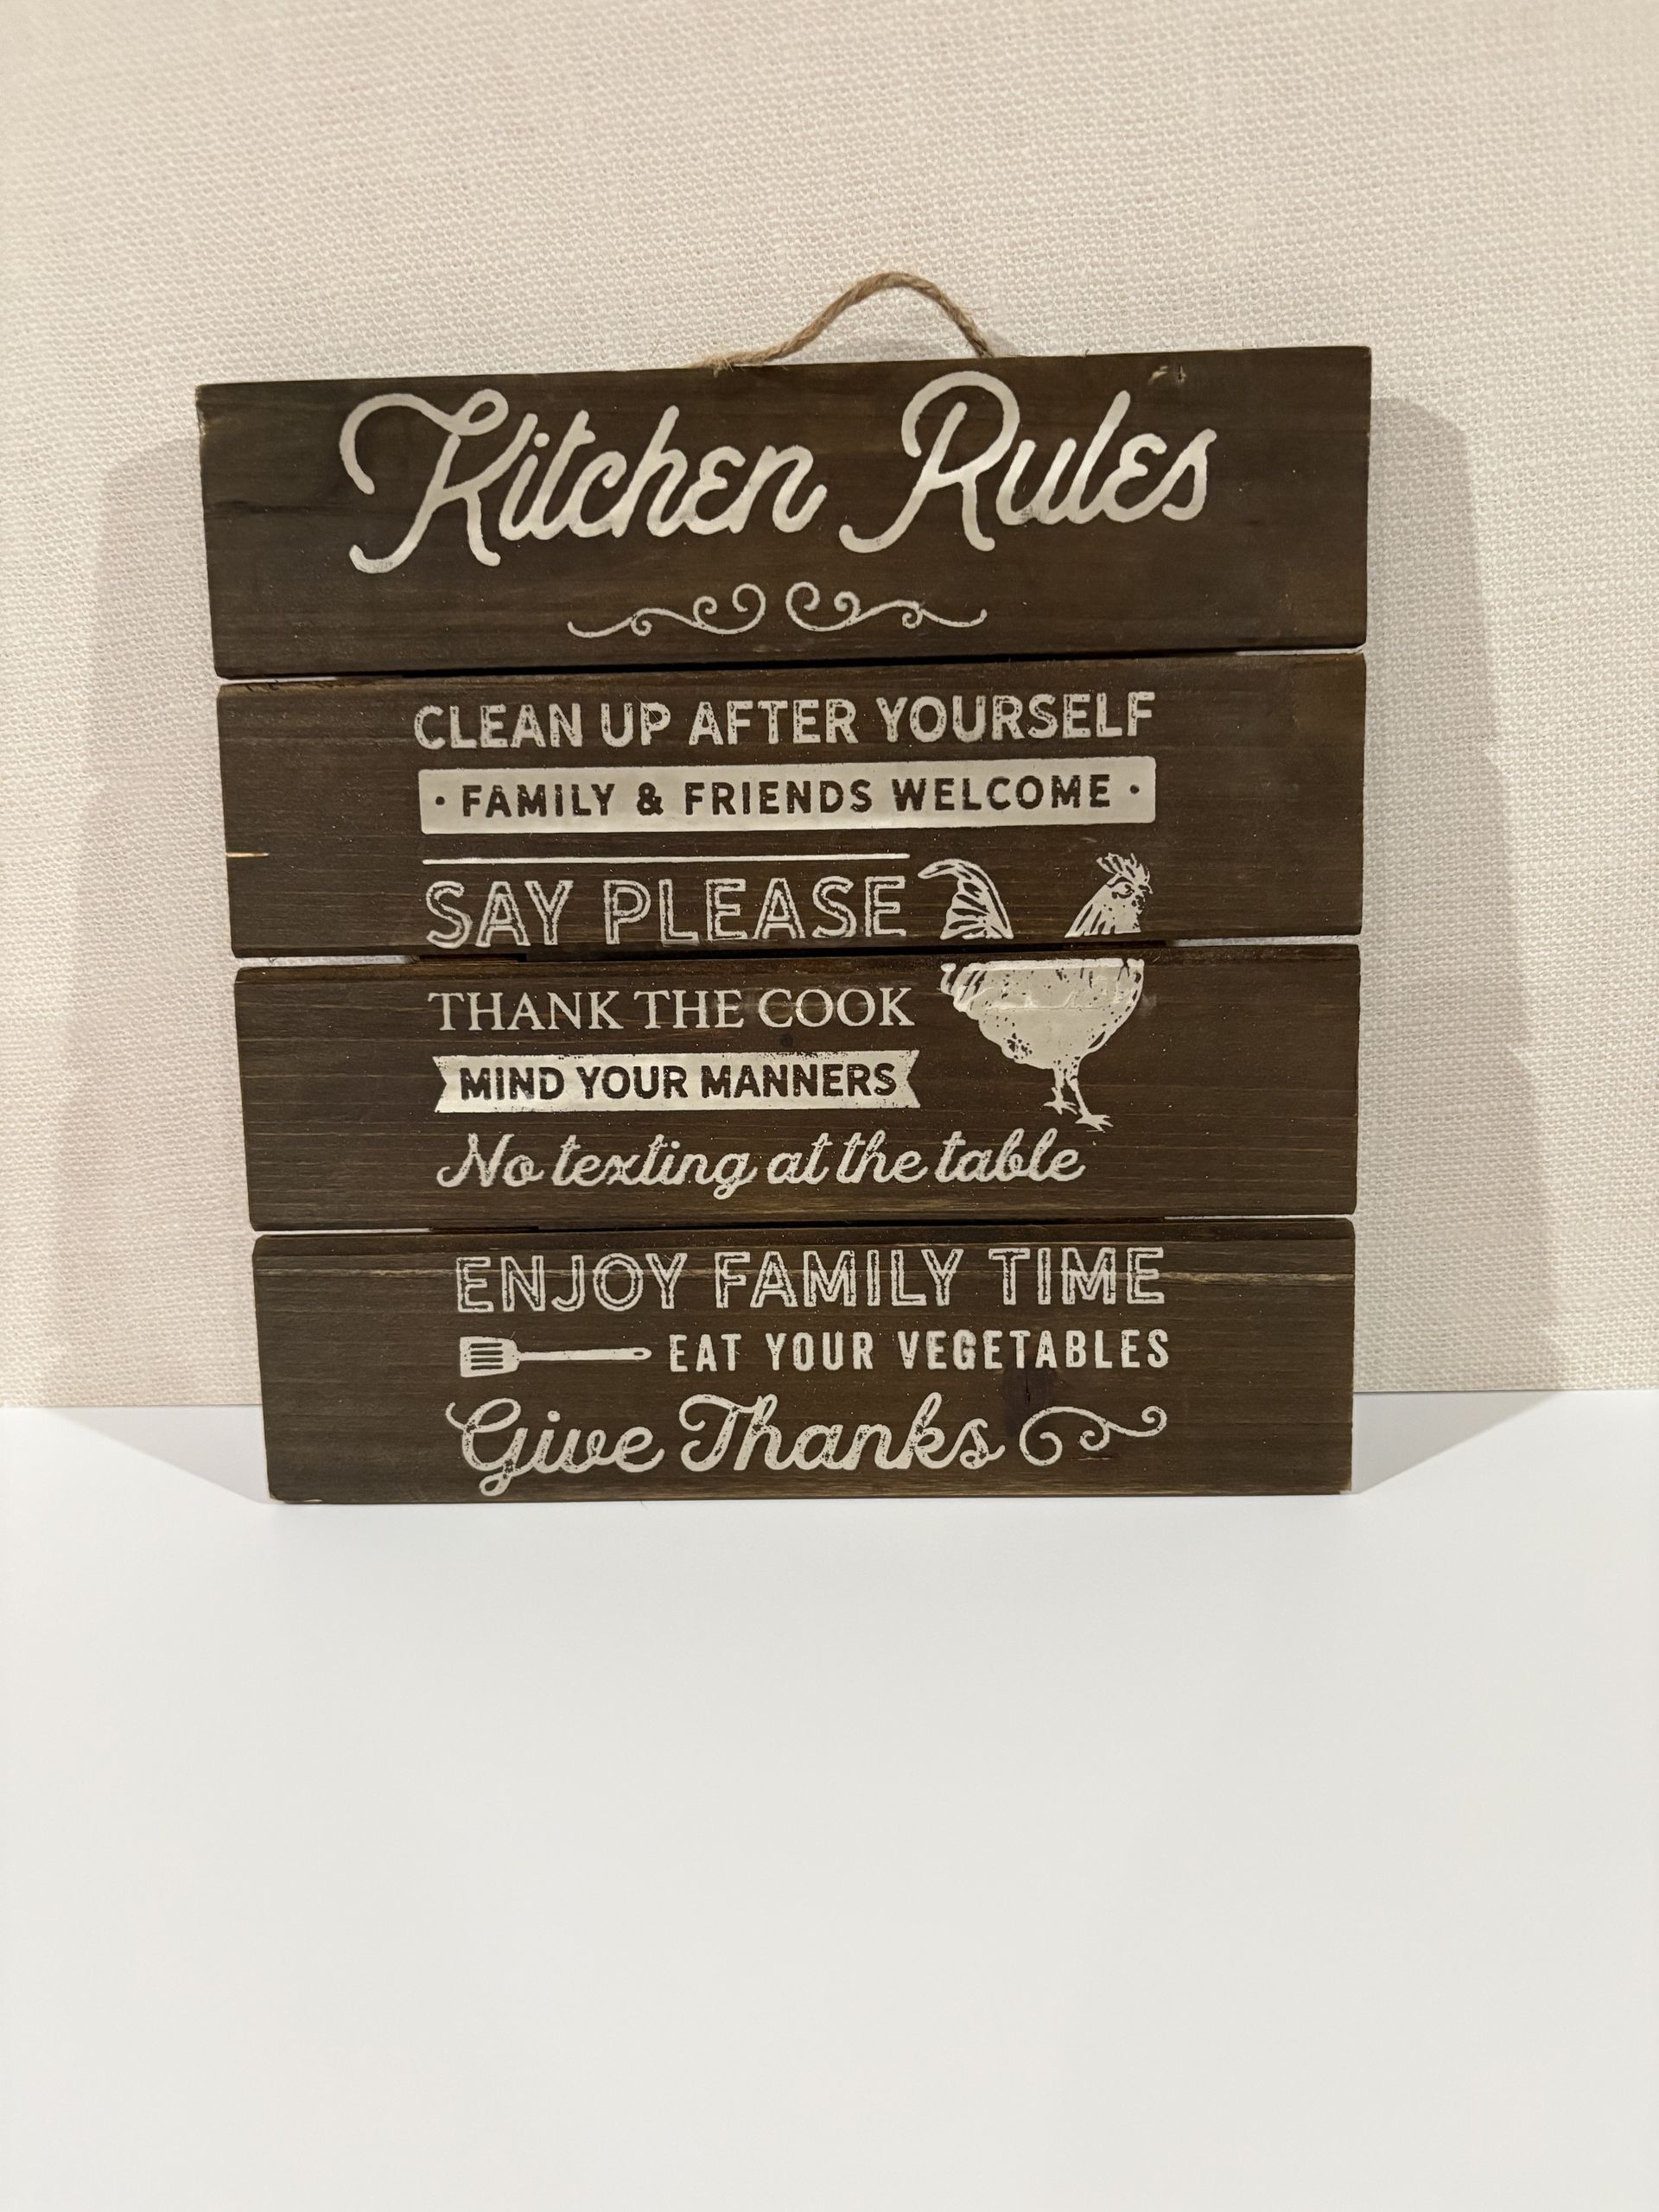 Kitchen Rules
CLEAN UP AFTER YOURSELF
· FAMILY & FRIENDS WELCOME ·
SAY PLEASE
THANK THE COOK
MIND YOUR MANNERS
No texting at the table
ENJOY FAMILY TIME
EAT YOUR VEGETABLES
Give Thanks